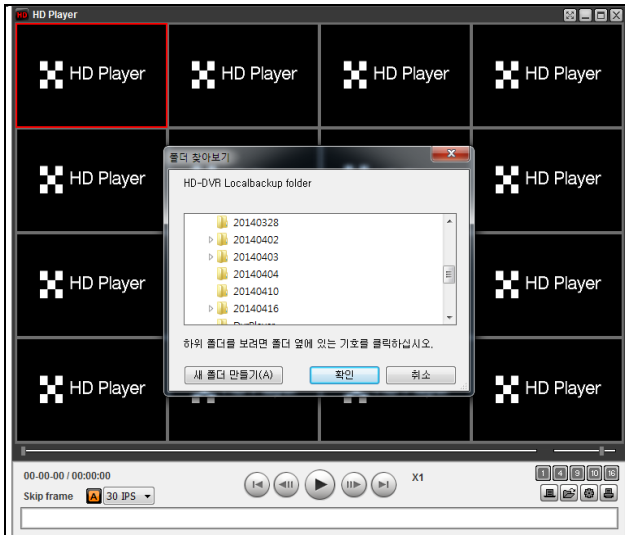 HD HD Player
HD Player HD Player HD Player HD Player
HD Player HD Player
HD Player HD Player
HD Player HD Player
폴더 찾아보기
HD-DVR Localbackup folder
20140328
20140402
20140403
20140404
20140410
20140416
DvrPlayer
하위 폴더를 보려면 폴더 옆에 있는 기호를 클릭하십시오.
새 폴더 만들기(A) 확인 취소
00-00-00 / 00:00:00 X1 1 4 9 10 16
Skip frame A 30 IPS